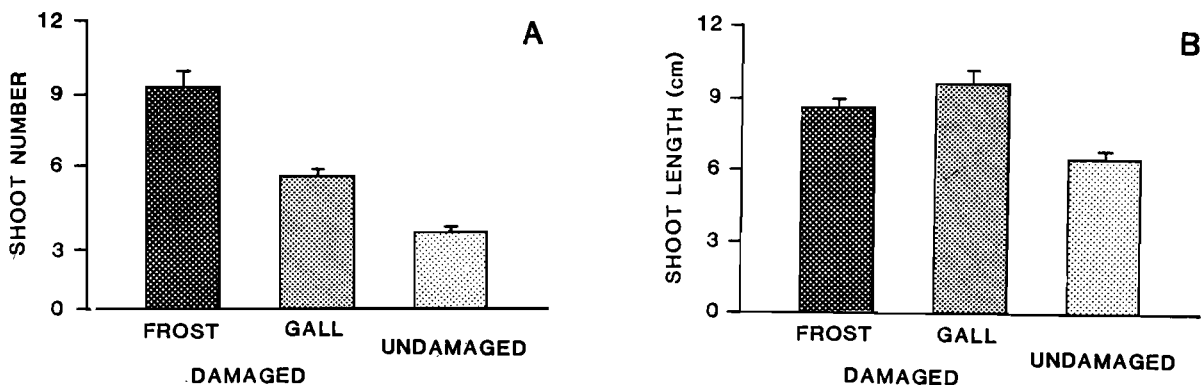 A
SHOOT NUMBER
12
9
6
3
0
FROST GALL UNDAMAGED
DAMAGED
B
SHOOT LENGTH (cm)
12
9
6
3
0
FROST GALL UNDAMAGED
DAMAGED